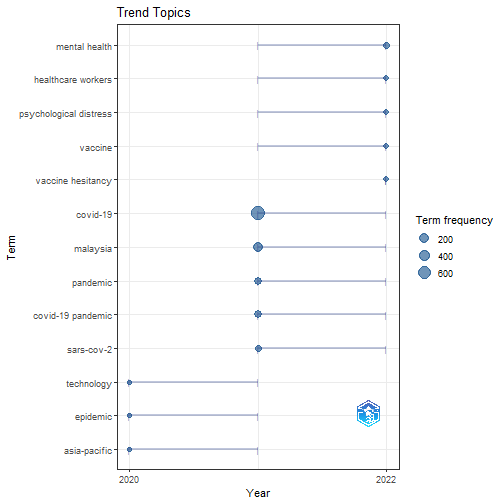 Trend Topics
mental health
healthcare workers
psychological distress
vaccine
vaccine hesitancy
covid-19
malaysia
pandemic
covid-19 pandemic
sars-cov-2
technology
epidemic
asia-pacific
Term
2020
2022
Year
Term frequency
200
400
600